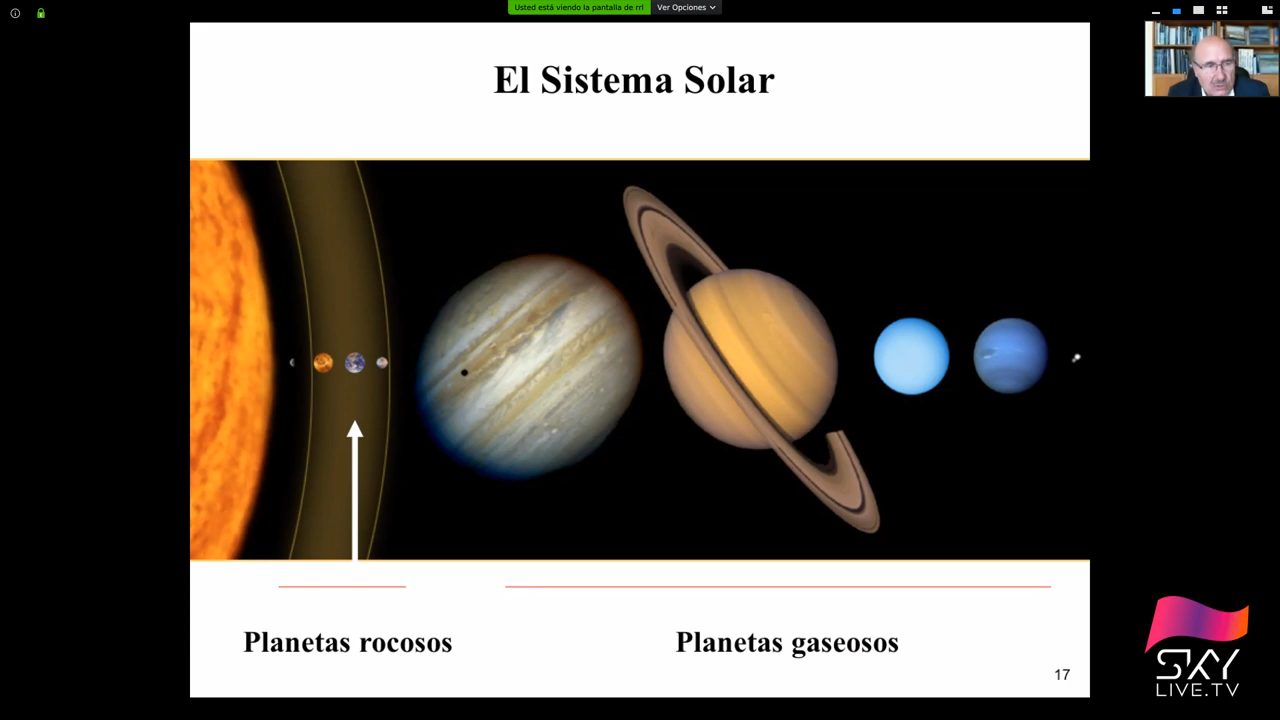 Usted está viendo la pantalla de rrl
Ver Opciones
El Sistema Solar
Planetas rocosos
Planetas gaseosos
17
SKY
LIVE.TV